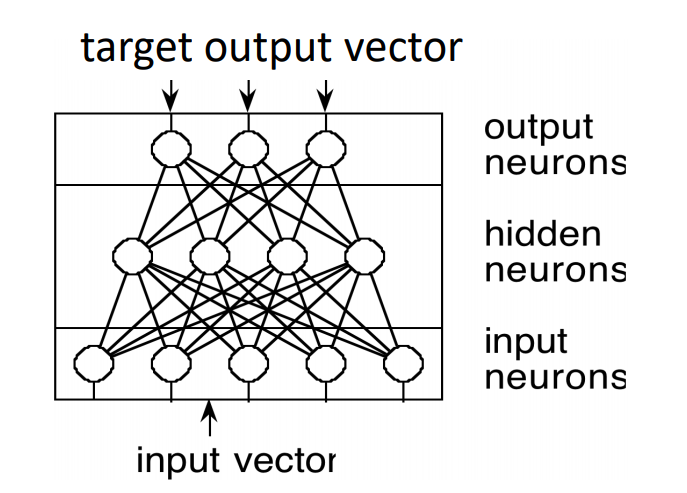 target output vector
output
neurons
hidden
neurons
input
neurons
input vector